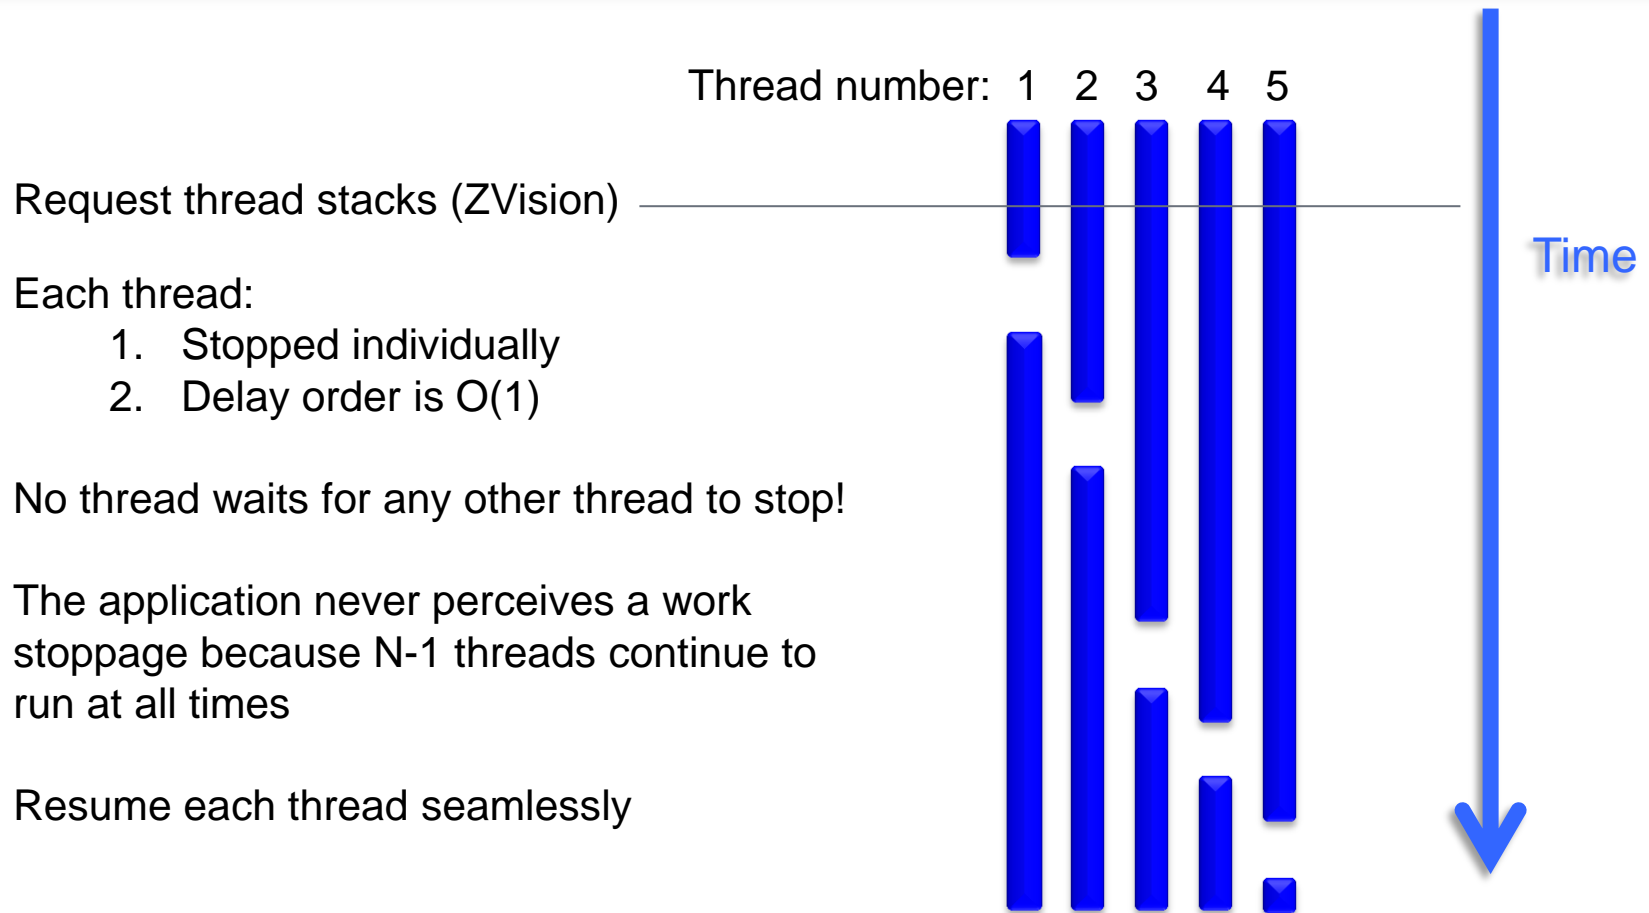 Thread number: 1 2 3 4 5
Request thread stacks (ZVision)
Time
Each thread:
1. Stopped individually
2. Delay order is O(1)
No thread waits for any other thread to stop!
The application never perceives a work
stoppage because N-1 threads continue to
run at all times
Resume each thread seamlessly